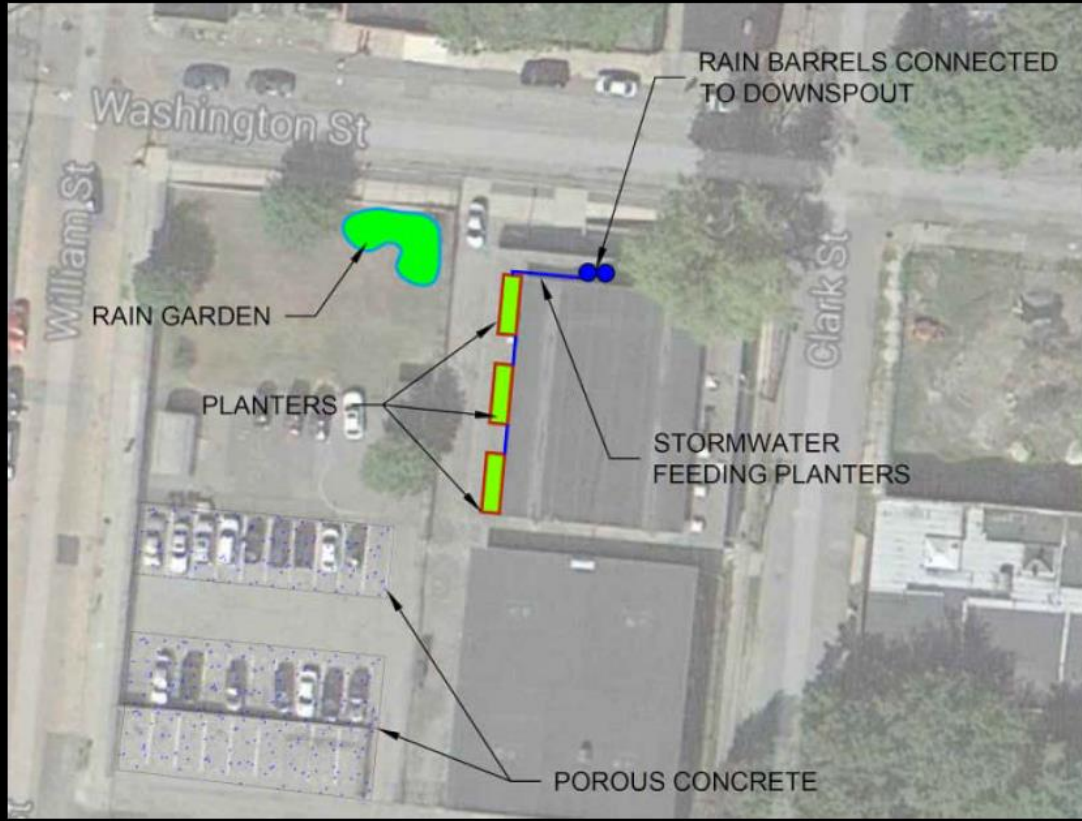 RAIN BARRELS CONNECTED
TO DOWNSPOUT
Washington St
William St
RAIN GARDEN
Clark St
PLANTERS
STORMWATER
FEEDING PLANTERS
POROUS CONCRETE
St